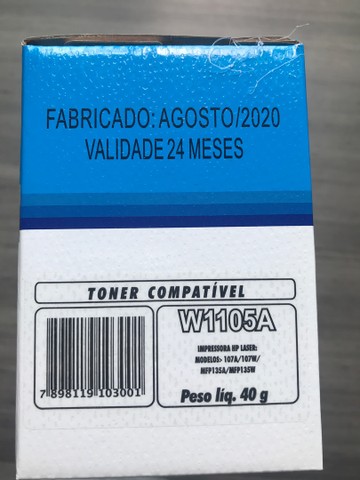 FABRICADO: AGOSTO/2020
VALIDADE 24 MESES
TONER COMPATÍVEL
W1105A
IMPRESSORA HP LASER:
MODELOS> 107A/107W/
MFP135A/MFP135W
Peso líq. 40 g
7 898119 103001